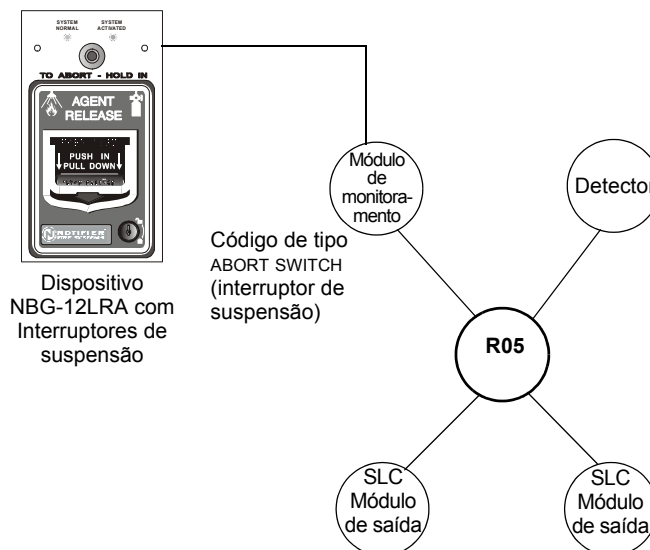 SYSTEM NORMAL
SYSTEM ACTIVATED
TO ABORT - HOLD IN
AGENT
RELEASE
PUSH IN
PULL DOWN
NOTIFIER
FIRE SYSTEMS
Dispositivo
NBG-12LRA com
Interruptores de
suspensão
Código de tipo
ABORT SWITCH
(interruptor de
suspensão)
Módulo
de
monitora-
mento
Detector
R05
SLC
Módulo
de saída
SLC
Módulo
de saída